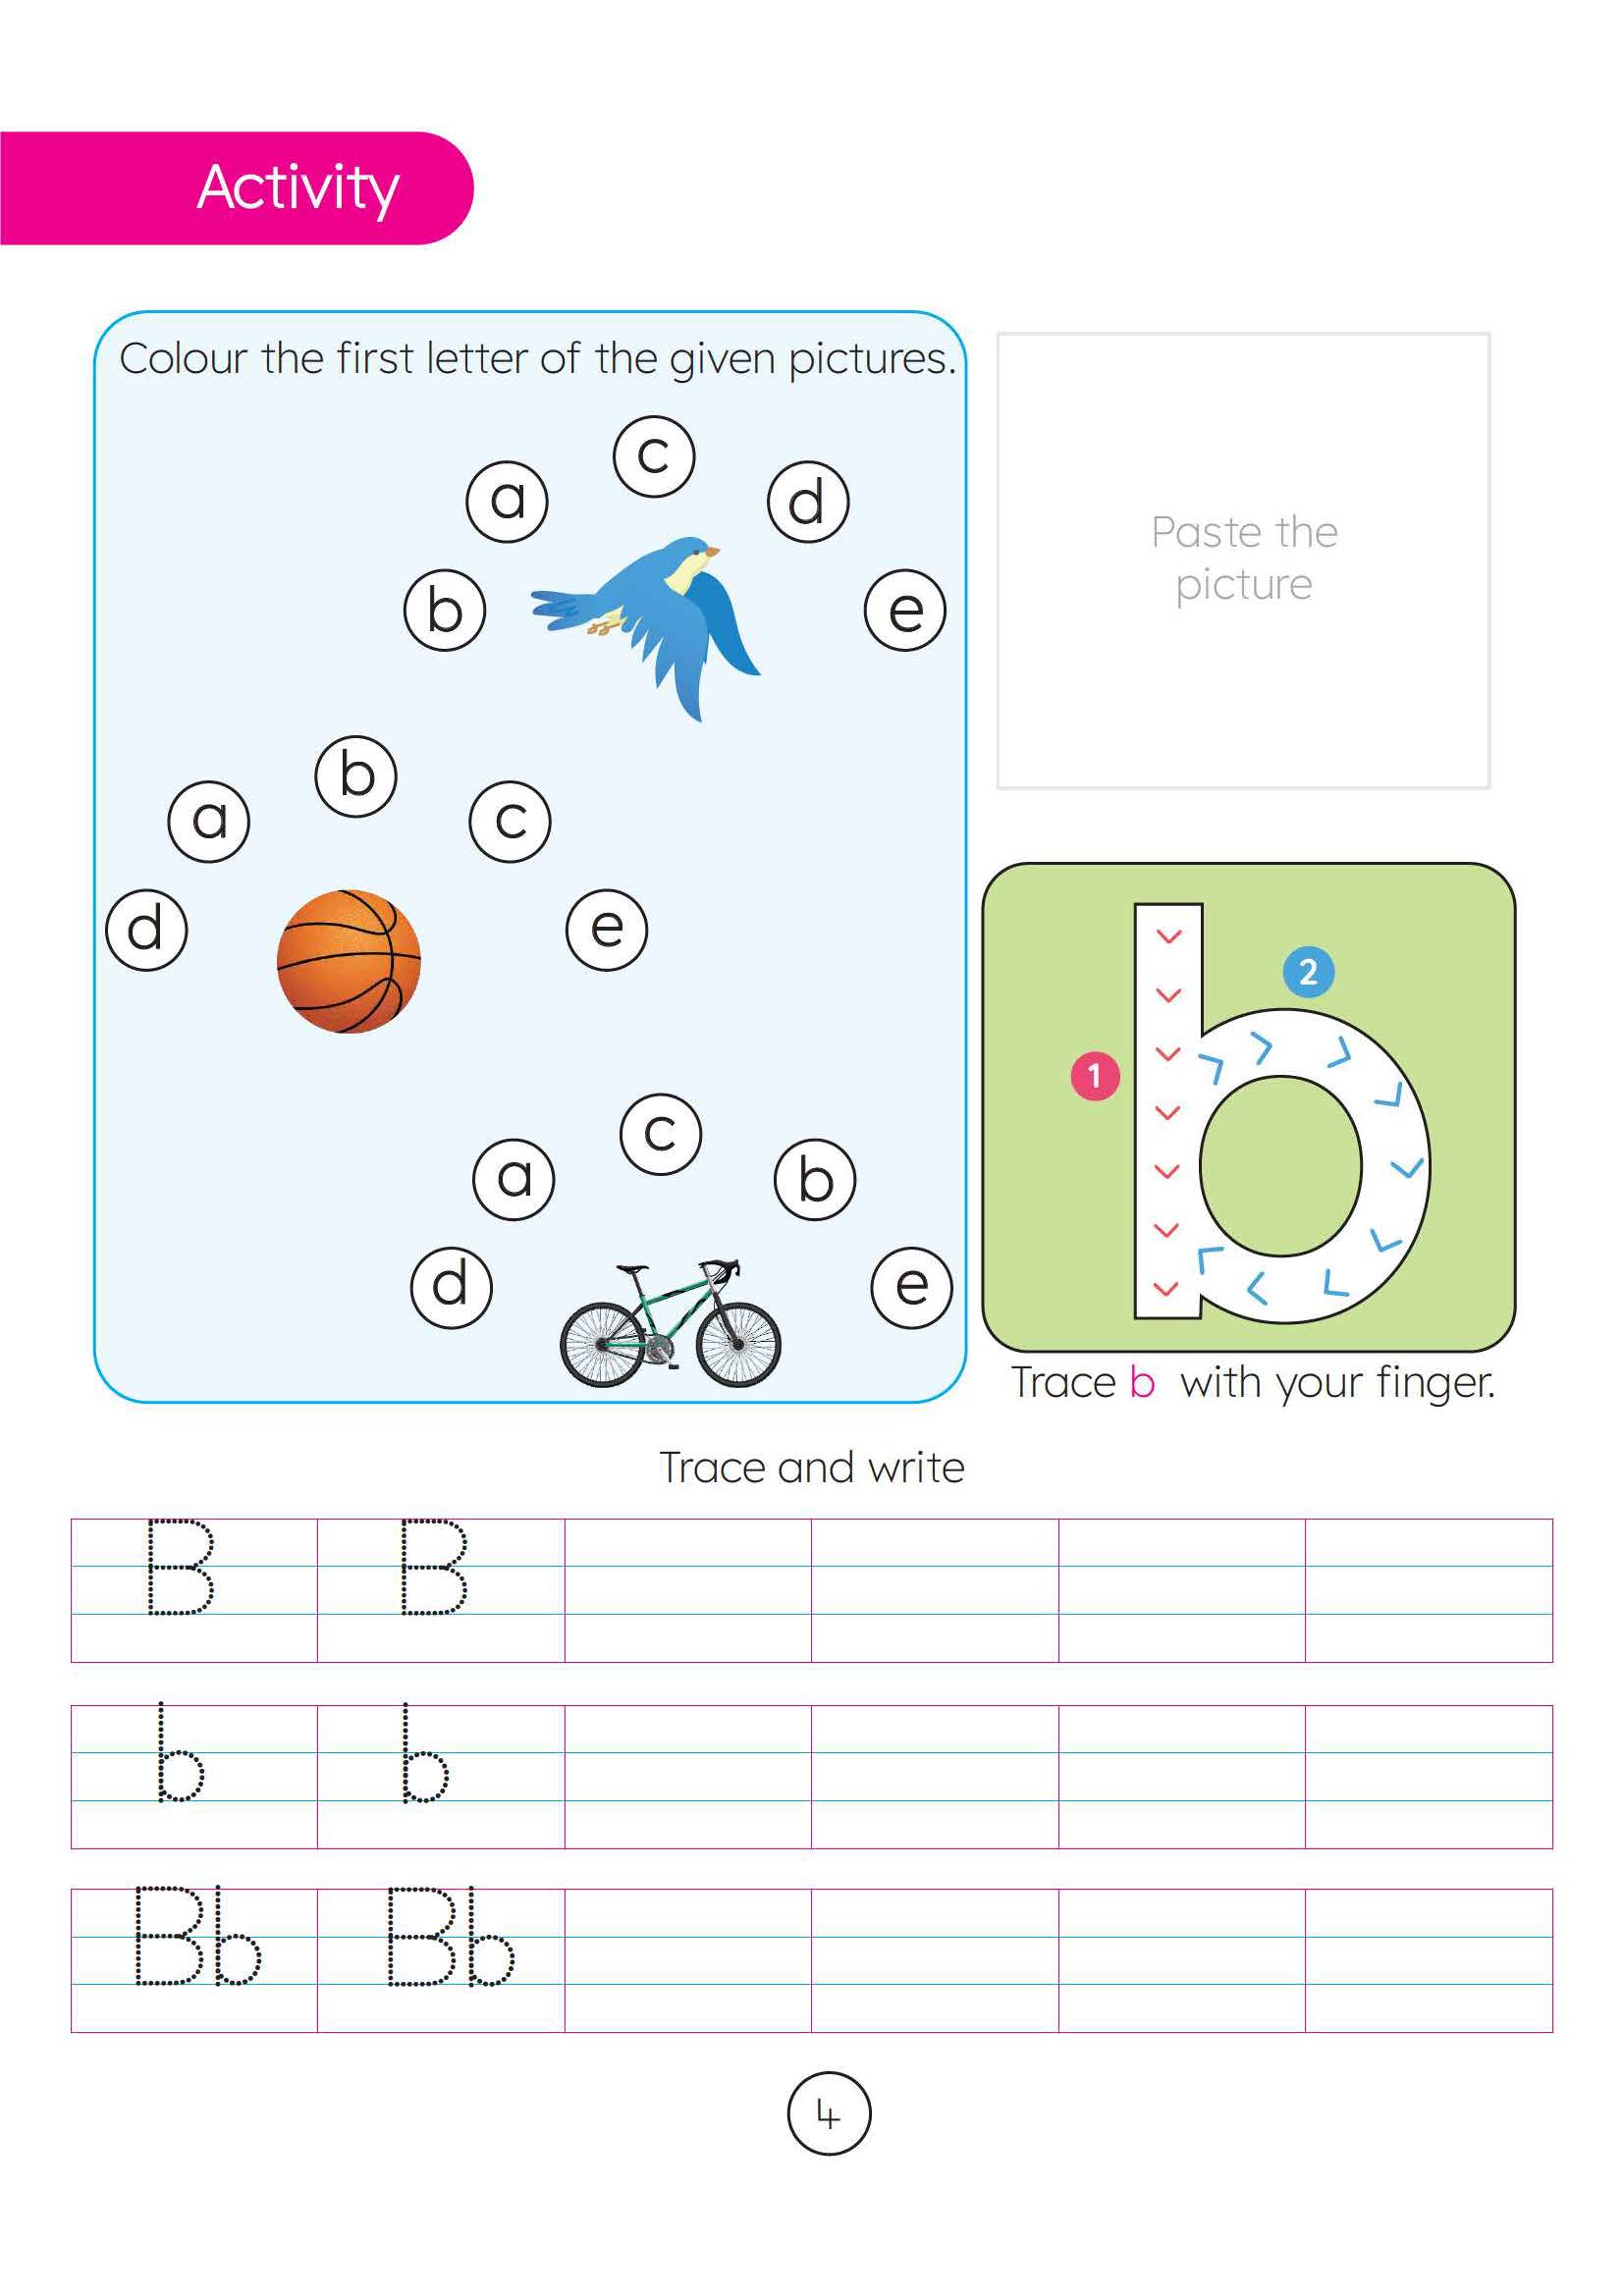 Activity
Colour the first letter of the given pictures.
c
a
d
b
e
b
a
c
d
e
c
a
b
d
e
Paste the
picture
2
1
b
Trace b with your finger.
Trace and write
B B
b b
Bb Bb
4